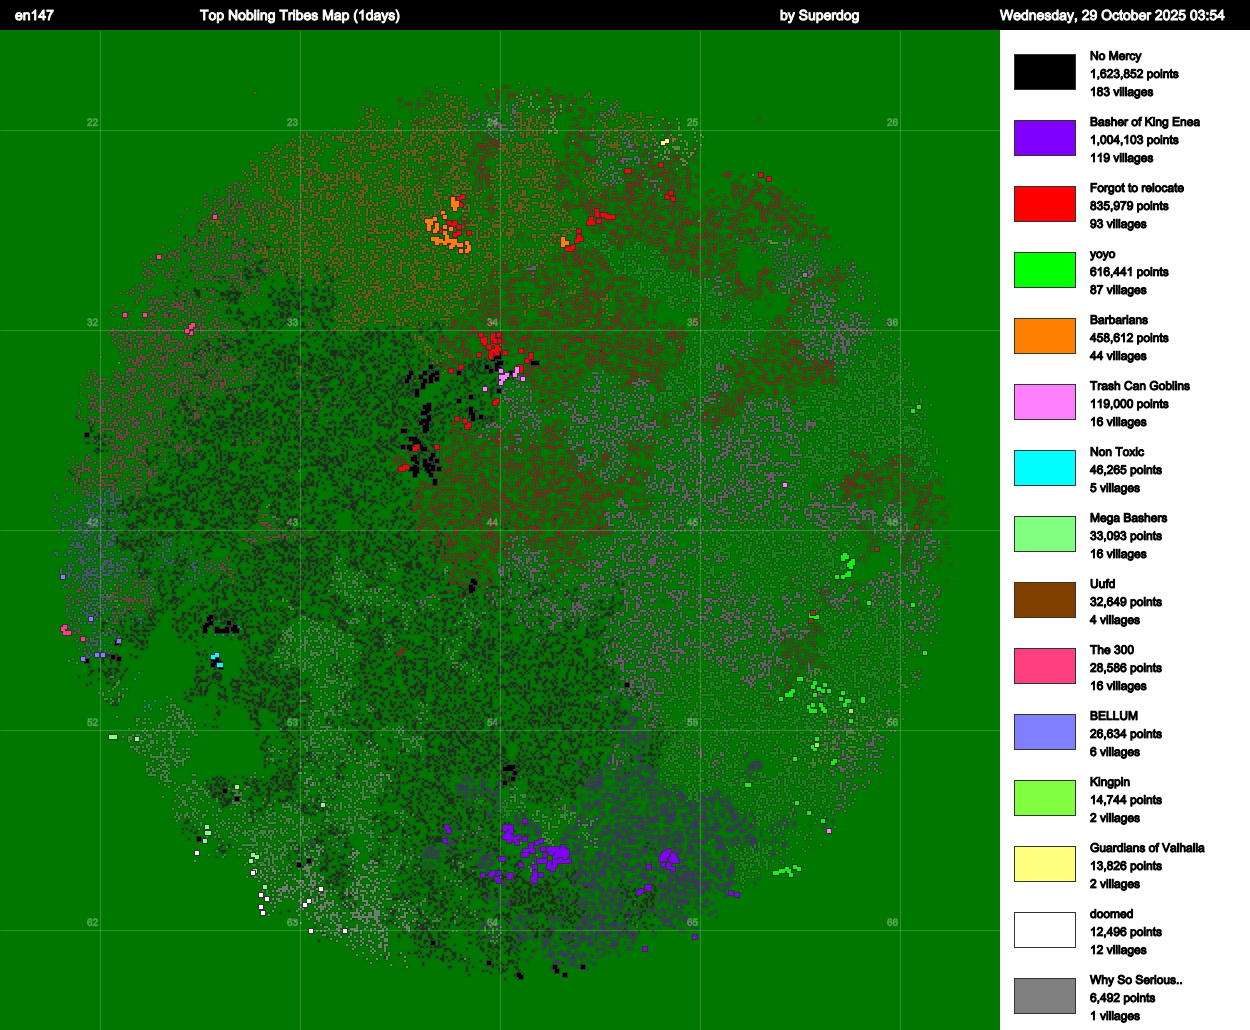 en147 Top Nobling Tribes Map (1days) by Superdog Wednesday, 29 October 2025 03:54
No Mercy
1,623,852 points
183 villages
Basher of King Enea
1,004,103 points
119 villages
Forgot to relocate
835,979 points
93 villages
yoyo
616,441 points
87 villages
Barbarians
458,612 points
44 villages
Trash Can Goblins
119,000 points
16 villages
Non Toxic
46,265 points
5 villages
Mega Bashers
33,093 points
16 villages
Uufd
32,649 points
4 villages
The 300
28,586 points
16 villages
BELLUM
26,634 points
6 villages
Kingpin
14,744 points
2 villages
Guardians of Valhalla
13,826 points
2 villages
doomed
12,496 points
12 villages
Why So Serious..
6,492 points
1 villages
22 23 24 25 26
32 33 34 35 36
42 43 44 45 46
52 53 54 55 56
62 63 64 65 66